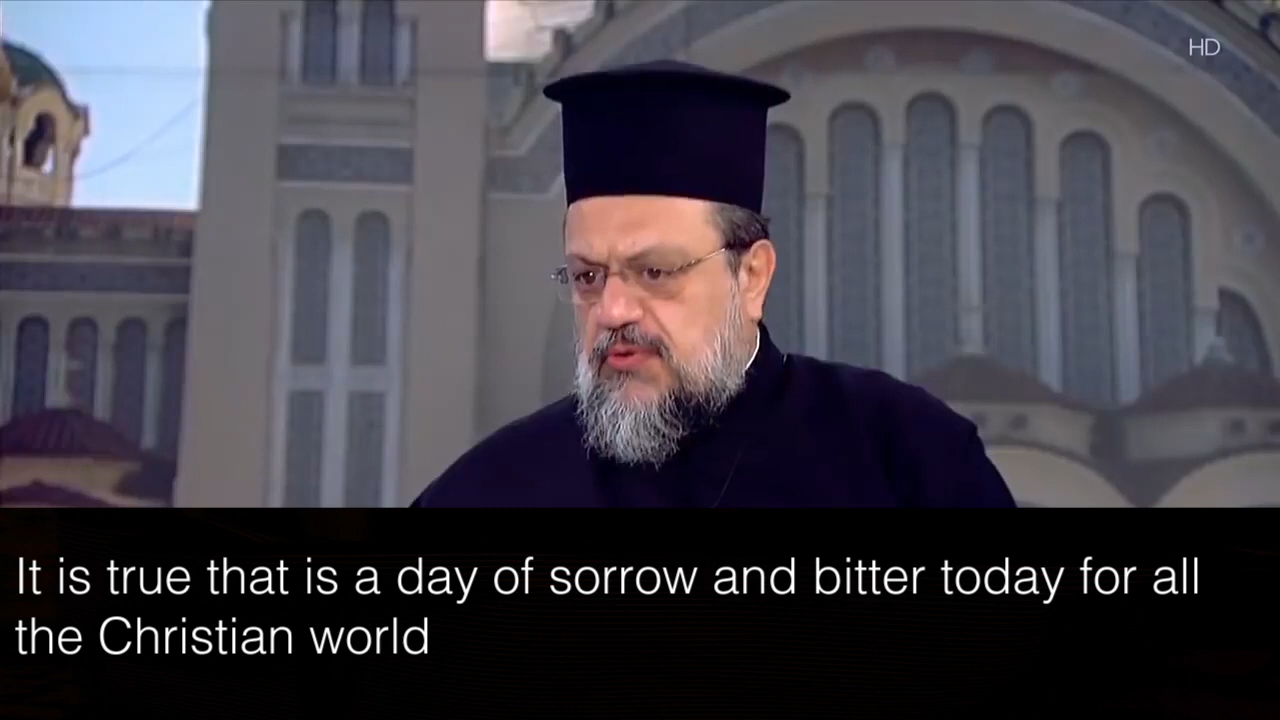 HD
It is true that is a day of sorrow and bitter today for all
the Christian world